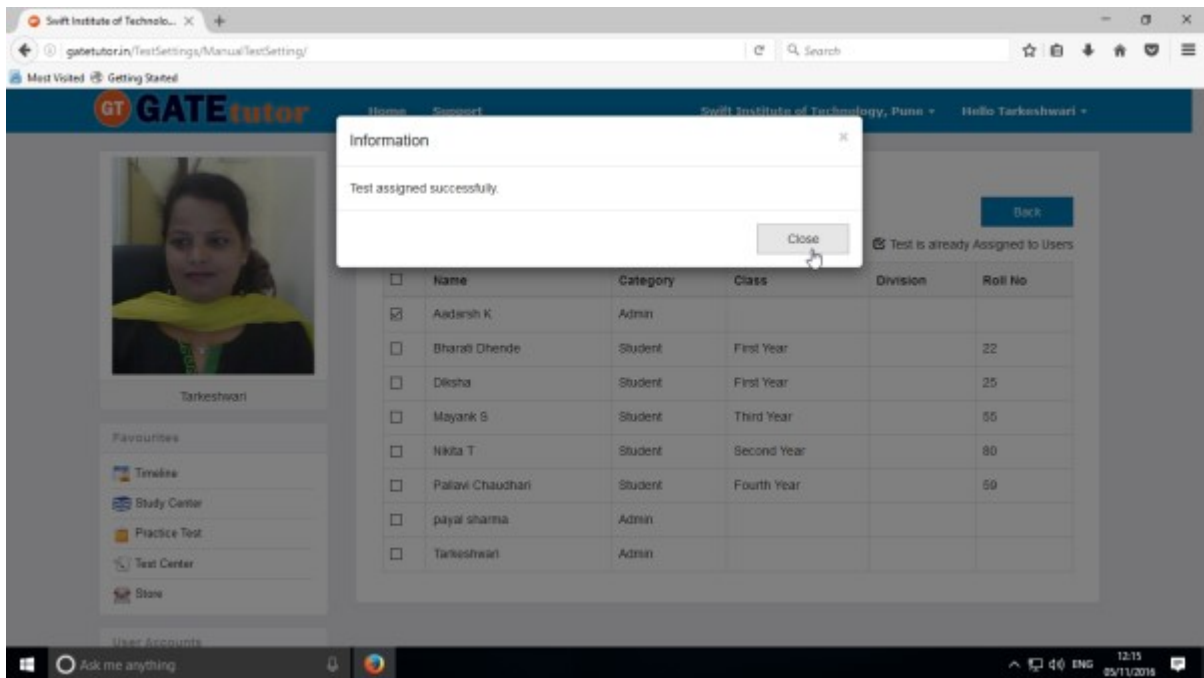 Swift Institute of Technolo...
gatetutor.in/TestSettings/ManualTestSetting/
Search
Most Visited Getting Started
GT GATEtutor Home Support Swift Institute of Technology, Pune Hello Tarkeshwari
Information
Test assigned successfully.
Close
Back
Test is already Assigned to Users
Name Category Class Division Roll No
Aadarsh K Admin
Bharati Dhende Student First Year 22
Diksha Student First Year 25
Mayank S Student Third Year 55
Nikita T Student Second Year 80
Pallavi Chaudhari Student Fourth Year 59
payal sharma Admin
Tarkeshwari Admin
Tarkeshwari
Favourites
Timeline
Study Center
Practice Test
Test Center
Store
User Accounts
Ask me anything
ENG
12:15
05/11/2016